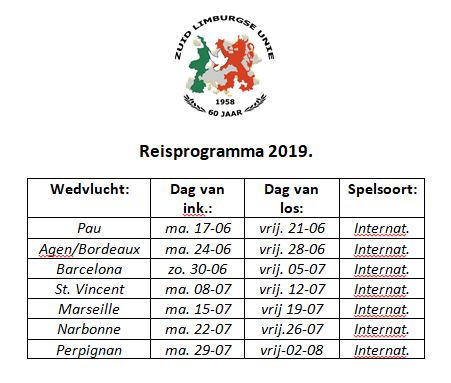 ZUID LIMBURGSE UNIE
1958
60 JAAR
Reisprogramma 2019.
Wedvlucht: Dag van ink.: Dag van los: Spelsoort:
Pau ma. 17-06 vrij. 21-06 Internat.
Agen/Bordeaux ma. 24-06 vrij. 28-06 Internat.
Barcelona zo. 30-06 vrij. 05-07 Internat.
St. Vincent ma. 08-07 vrij. 12-07 Internat.
Marseille ma. 15-07 vrij 19-07 Internat.
Narbonne ma. 22-07 vrij.26-07 Internat.
Perpignan ma. 29-07 vrij-02-08 Internat.